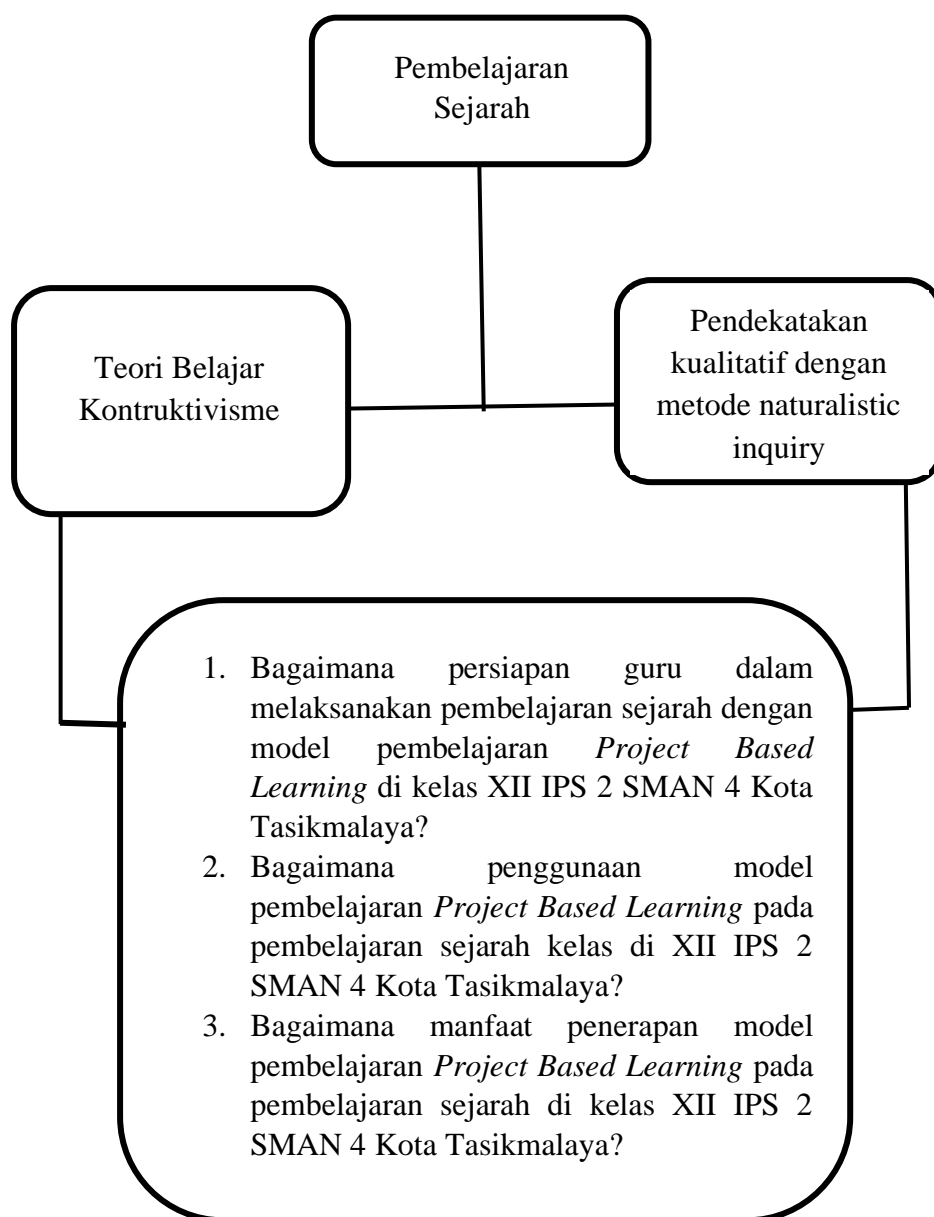 Pembelajaran
Sejarah
Teori Belajar
Kontruktivisme
Pendekatakan
kualitatif dengan
metode naturalistic
inquiry
1. Bagaimana persiapan guru dalam
melaksanakan pembelajaran sejarah dengan
model pembelajaran Project Based
Learning di kelas XII IPS 2 SMAN 4 Kota
Tasikmalaya?
2. Bagaimana penggunaan model
pembelajaran Project Based Learning pada
pembelajaran sejarah kelas di XII IPS 2
SMAN 4 Kota Tasikmalaya?
3. Bagaimana manfaat penerapan model
pembelajaran Project Based Learning pada
pembelajaran sejarah di kelas XII IPS 2
SMAN 4 Kota Tasikmalaya?